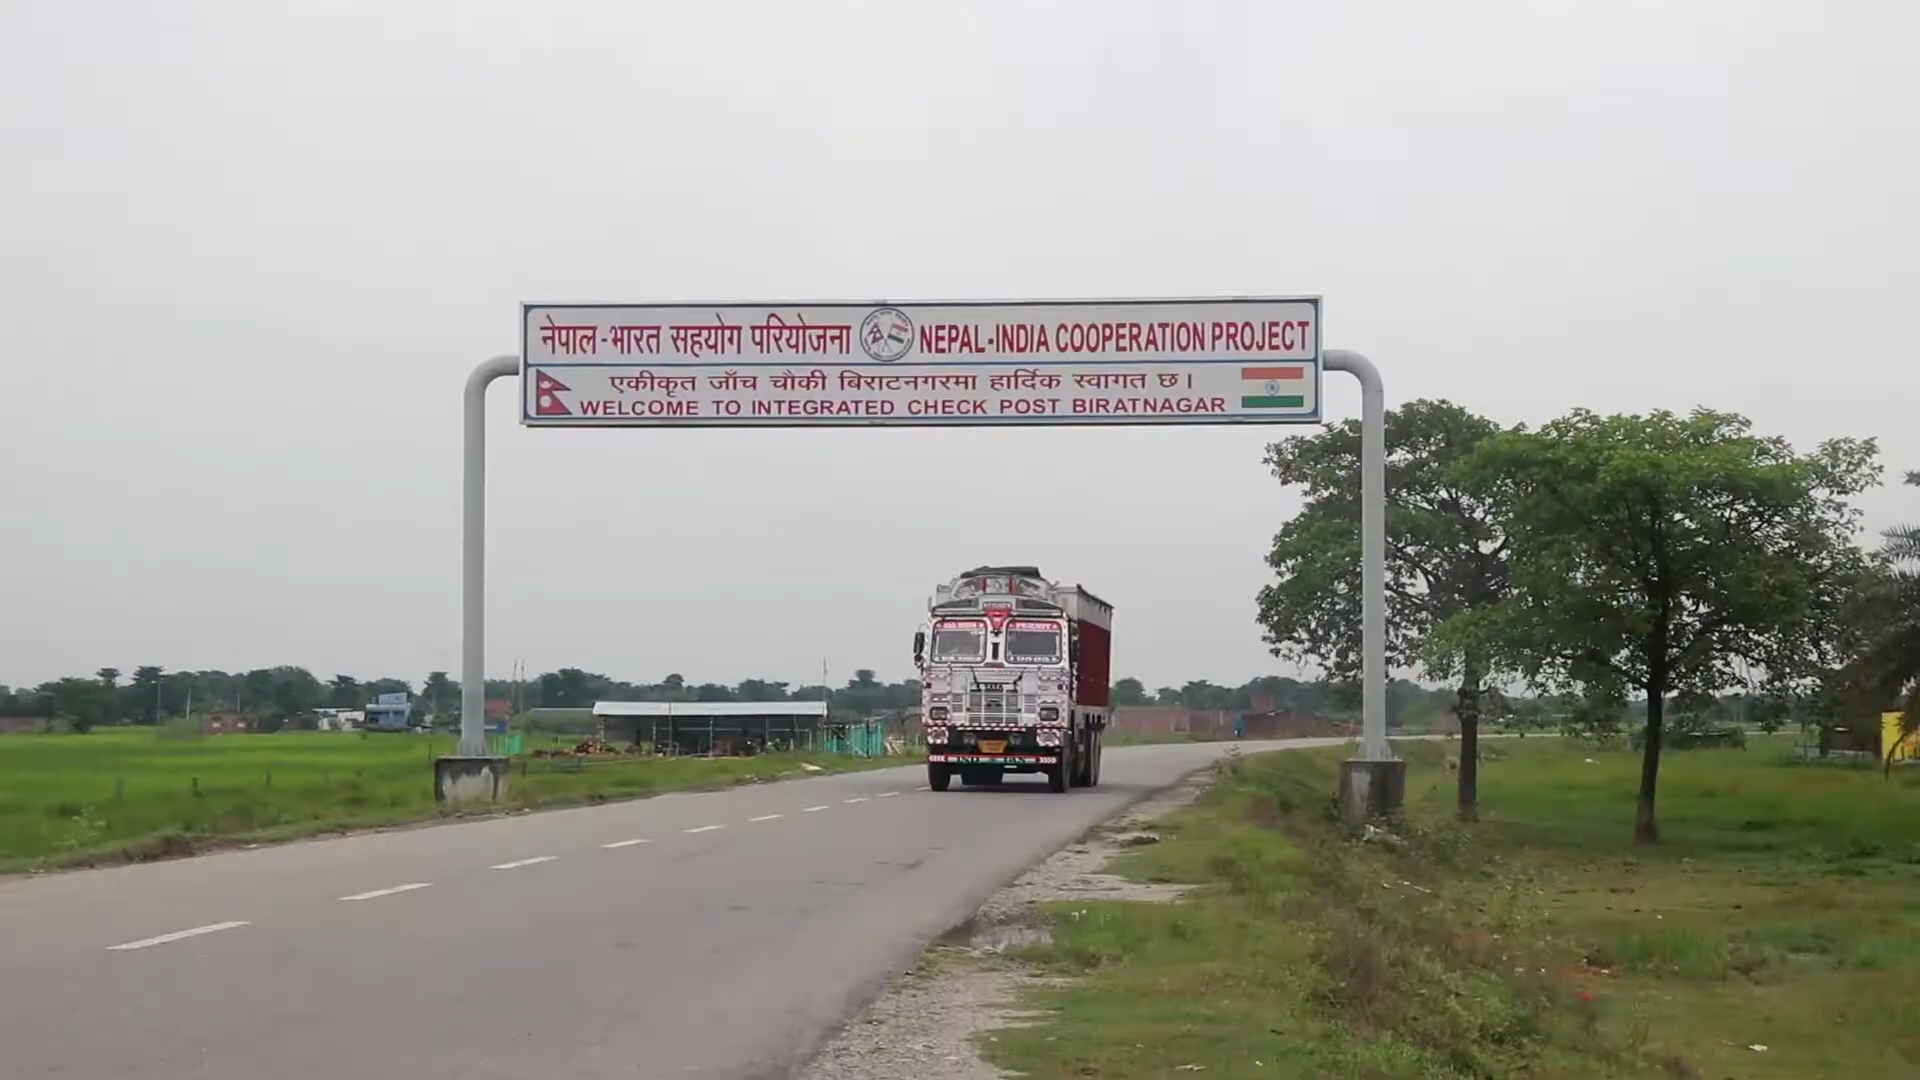 नेपाल-भारत सहयोग परियोजना NEPAL-INDIA COOPERATION PROJECT
एकीकृत जाँच चौकी बिराटनगरमा हार्दिक स्वागत छ।
WELCOME TO INTEGRATED CHECK POST BIRATNAGAR